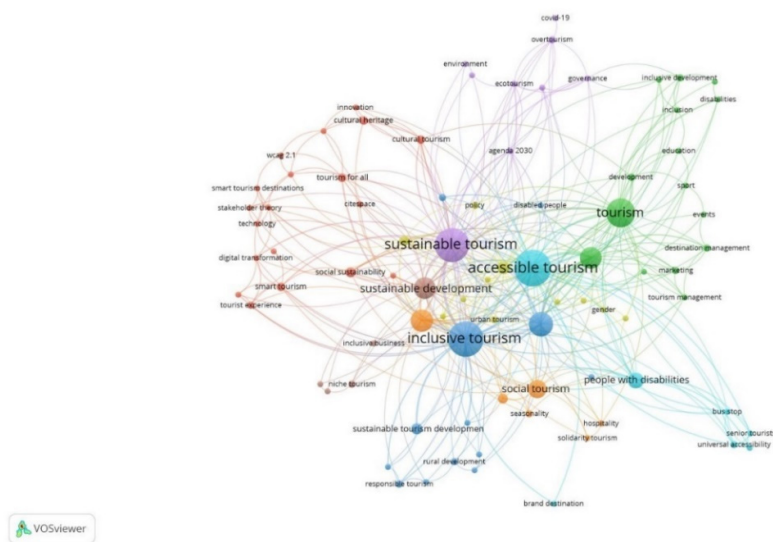 covid-19
overtourism
environment
ecotourism
governance
inclusive development
disabilities
innovation
cultural heritage
inclusion
cultural tourism
agenda 2030
education
wcag 2.1
tourism for all
development
smart tourism destinations
sport
citespace
policy
disabled people
stakeholder theory
tourism
events
technology
sustainable tourism
destination management
digital transformation
accessible tourism
social sustainability
marketing
smart tourism
sustainable development
tourism management
tourist experience
gender
urban tourism
inclusive business
inclusive tourism
niche tourism
people with disabilities
social tourism
seasonality
bus stop
hospitality
sustainable tourism developmen
solidarity tourism
senior tourist
universal accessibility
rural development
responsible tourism
brand destination
VOSviewer